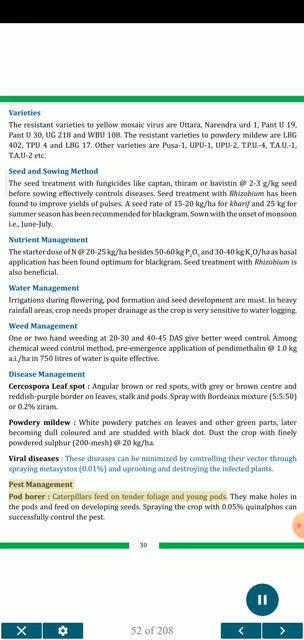 Varieties
The resistant varieties to yellow mosaic virus are Uttara, Narendra urd 1, Pant U 19,
Pant U 30, UG 218 and WBU 108. The resistant varieties to powdery mildew are LBG
402, TPU 4 and LBG 17. Other varieties are Pusa-1, UPU-1, UPU-2, T.P.U.-4, T.A.U.-1,
T.A.U-2 etc.
Seed and Sowing Method
The seed treatment with fungicides like captan, thiram or bavistin @ 2-3 g/kg seed
before sowing effectively controls diseases. Seed treatment with Rhizobium has been
found to improve yields of pulses. A seed rate of 15-20 kg/ha for kharif and 25 kg for
summer season has been recommended for blackgram. Sown with the onset of monsoon
i.e., June-July.
Nutrient Management
The starter dose of N @ 20-25 kg/ha besides 50-60 kg P2O5 and 30-40 kg K2O/ha as basal
application has been found optimum for blackgram. Seed treatment with Rhizobium is
also beneficial.
Water Management
Irrigations during flowering, pod formation and seed development are must. In heavy
rainfall areas, crop needs proper drainage as the crop is very sensitive to water logging.
Weed Management
One or two hand weeding at 20-30 and 40-45 DAS give better weed control. Among
chemical weed control method, pre-emergence application of pendimethalin @ 1.0 kg
a.i./ha in 750 litres of water is quite effective.
Disease Management
Cercospora Leaf spot : Angular brown or red spots, with grey or brown centre and
reddish-purple border on leaves, stalk and pods. Spray with Bordeaux mixture (5:5:50)
or 0.2% ziram.
Powdery mildew : White powdery patches on leaves and other green parts, later
becoming dull coloured and are studded with black dot. Dust the crop with finely
powdered sulphur (200-mesh) @ 20 kg/ha.
Viral diseases : These diseases can be minimized by controlling their vector through
spraying metasystox (0.01%) and uprooting and destroying the infected plants.
Pest Management
Pod borer : Caterpillars feed on tender foliage and young pods. They make holes in
the pods and feed on developing seeds. Spraying the crop with 0.05% quinalphos can
successfully control the pest.
30
52 of 208